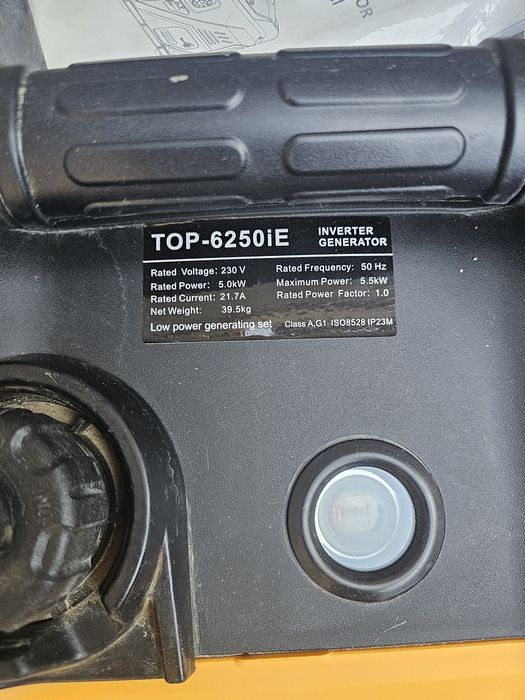 OR
TOP-6250iE INVERTER GENERATOR
Rated Voltage: 230 V Rated Frequency: 50 Hz
Rated Power: 5.0kW Maximum Power: 5.5kW
Rated Current: 21.7A Rated Power Factor: 1.0
Net Weight: 39.5kg
Low power generating set Class A,G1 ISO8528 IP23M
ON